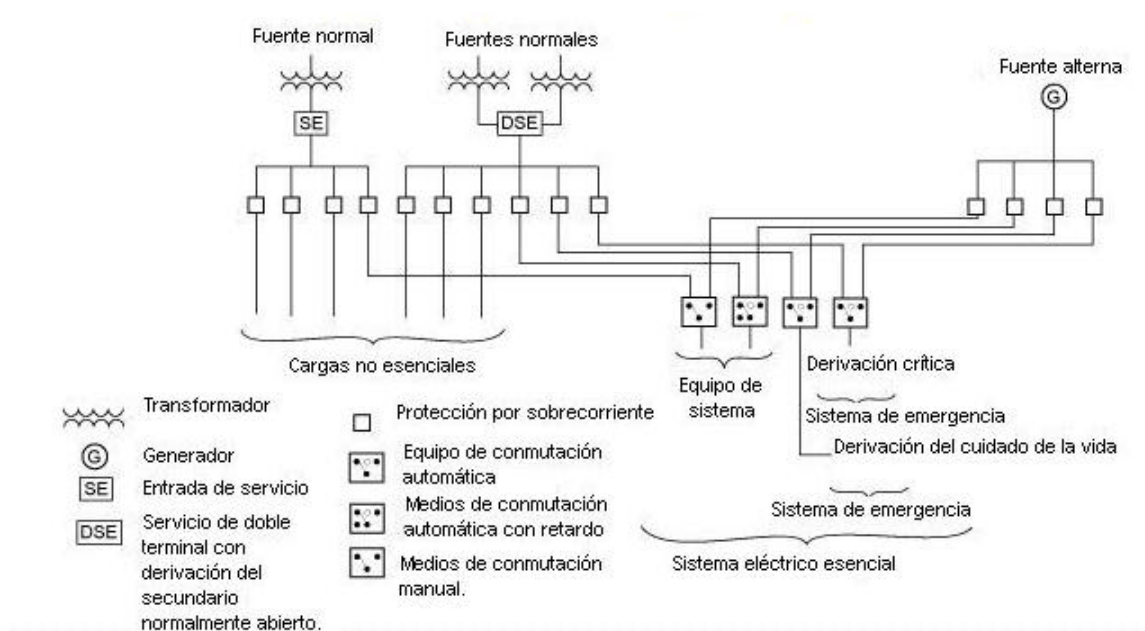 Fuente normal
Fuentes normales
Fuente alterna
G
SE
DSE
Cargas no esenciales
Equipo de
sistema
Derivación crítica
Sistema de emergencia
Derivación del cuidado de la vida
Sistema de emergencia
Sistema eléctrico esencial
Transformador
G
Generador
SE
Entrada de servicio
DSE
Servicio de doble
terminal con
derivación del
secundario
normalmente abierto.
Protección por sobrecorriente
Equipo de conmutación
automática
Medios de conmutación
automática con retardo
Medios de conmutación
manual.